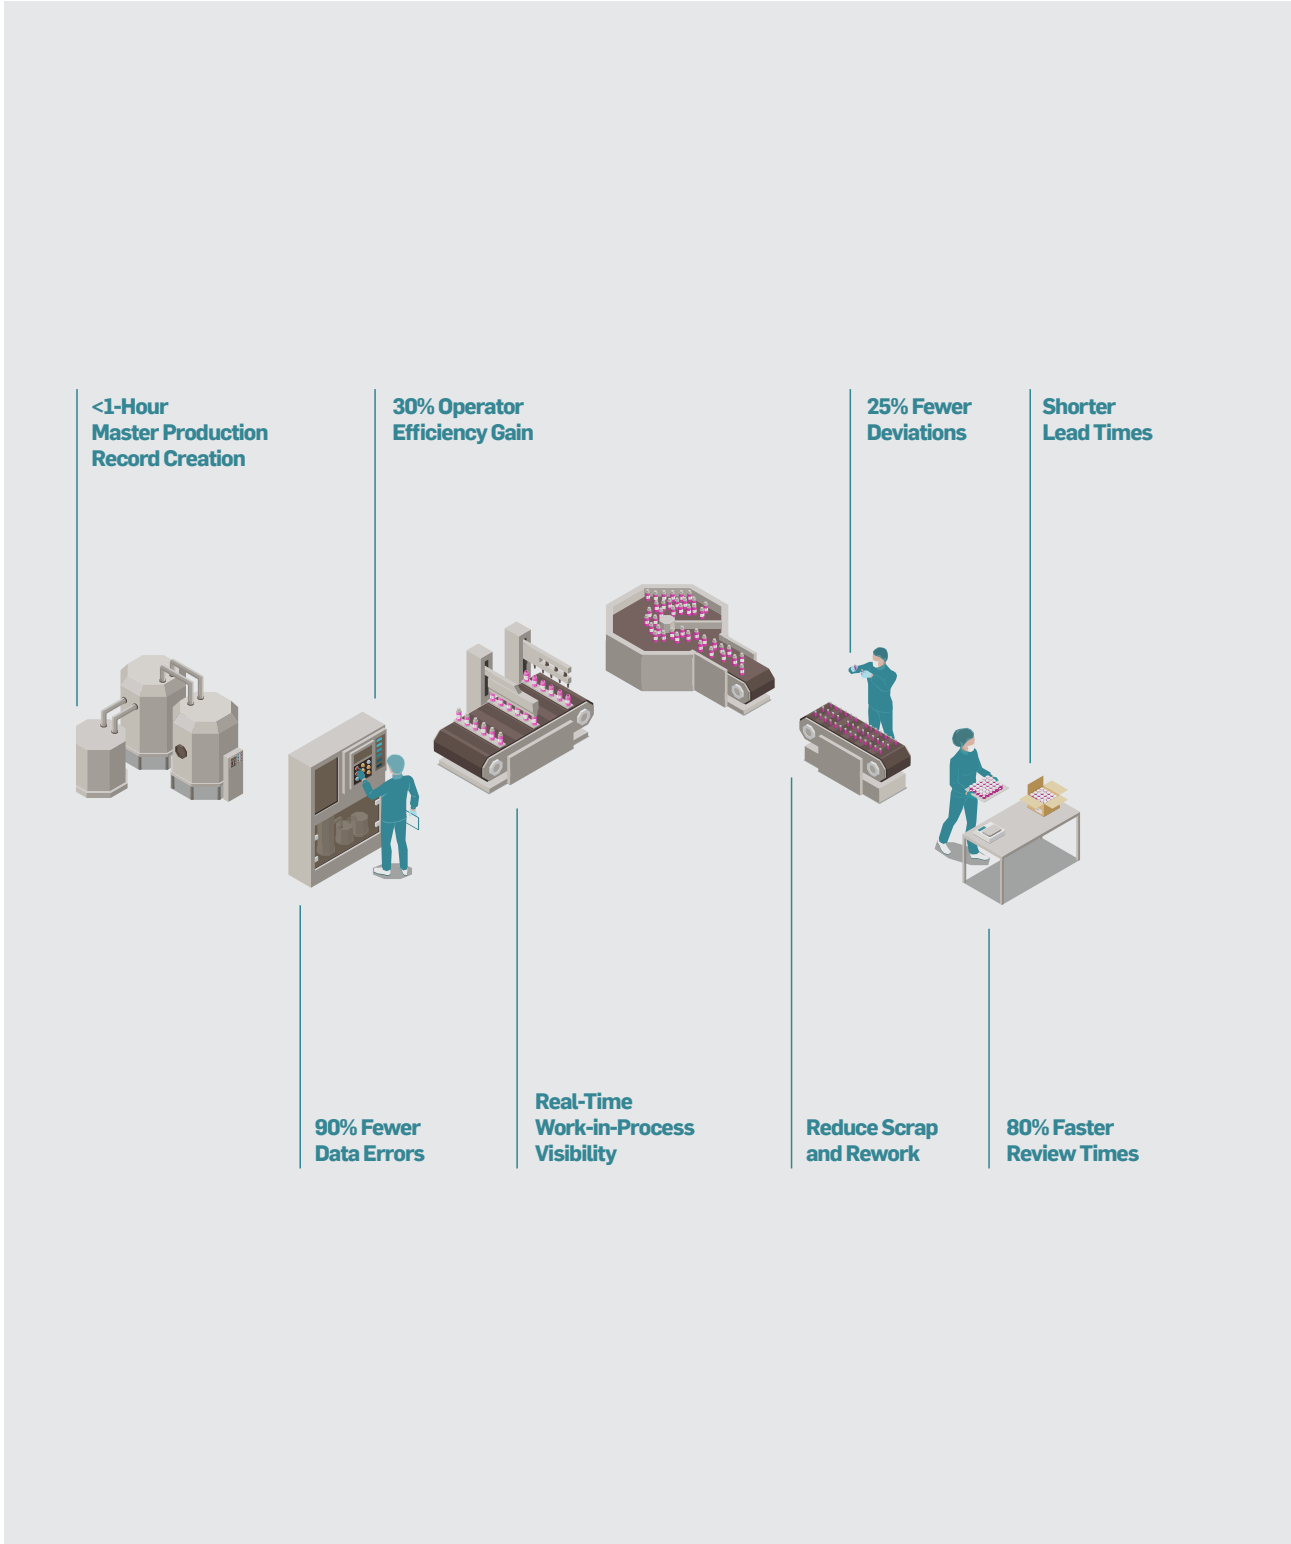 <1-Hour
Master Production
Record Creation
30% Operator
Efficiency Gain
25% Fewer
Deviations
Shorter
Lead Times
90% Fewer
Data Errors
Real-Time
Work-in-Process
Visibility
Reduce Scrap
and Rework
80% Faster
Review Times